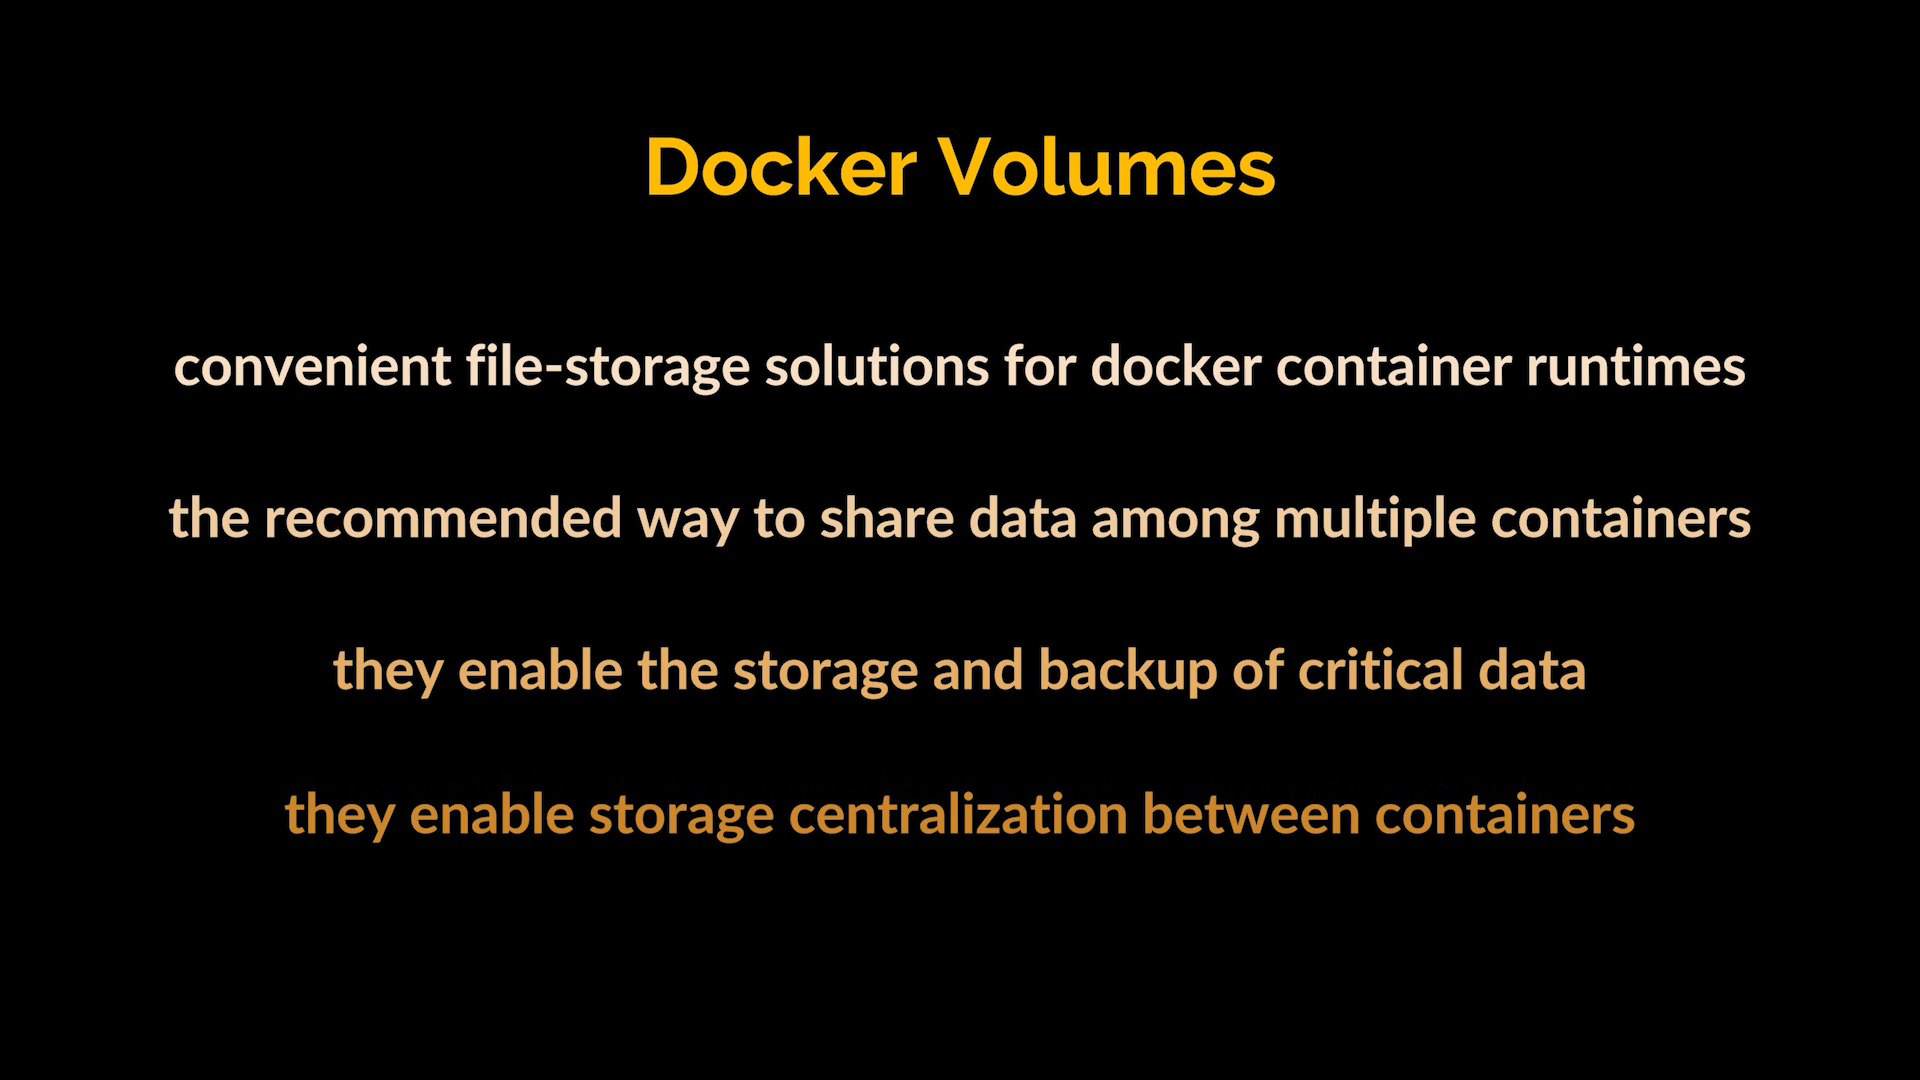 Docker Volumes
convenient file-storage solutions for docker container runtimes
the recommended way to share data among multiple containers
they enable the storage and backup of critical data
they enable storage centralization between containers